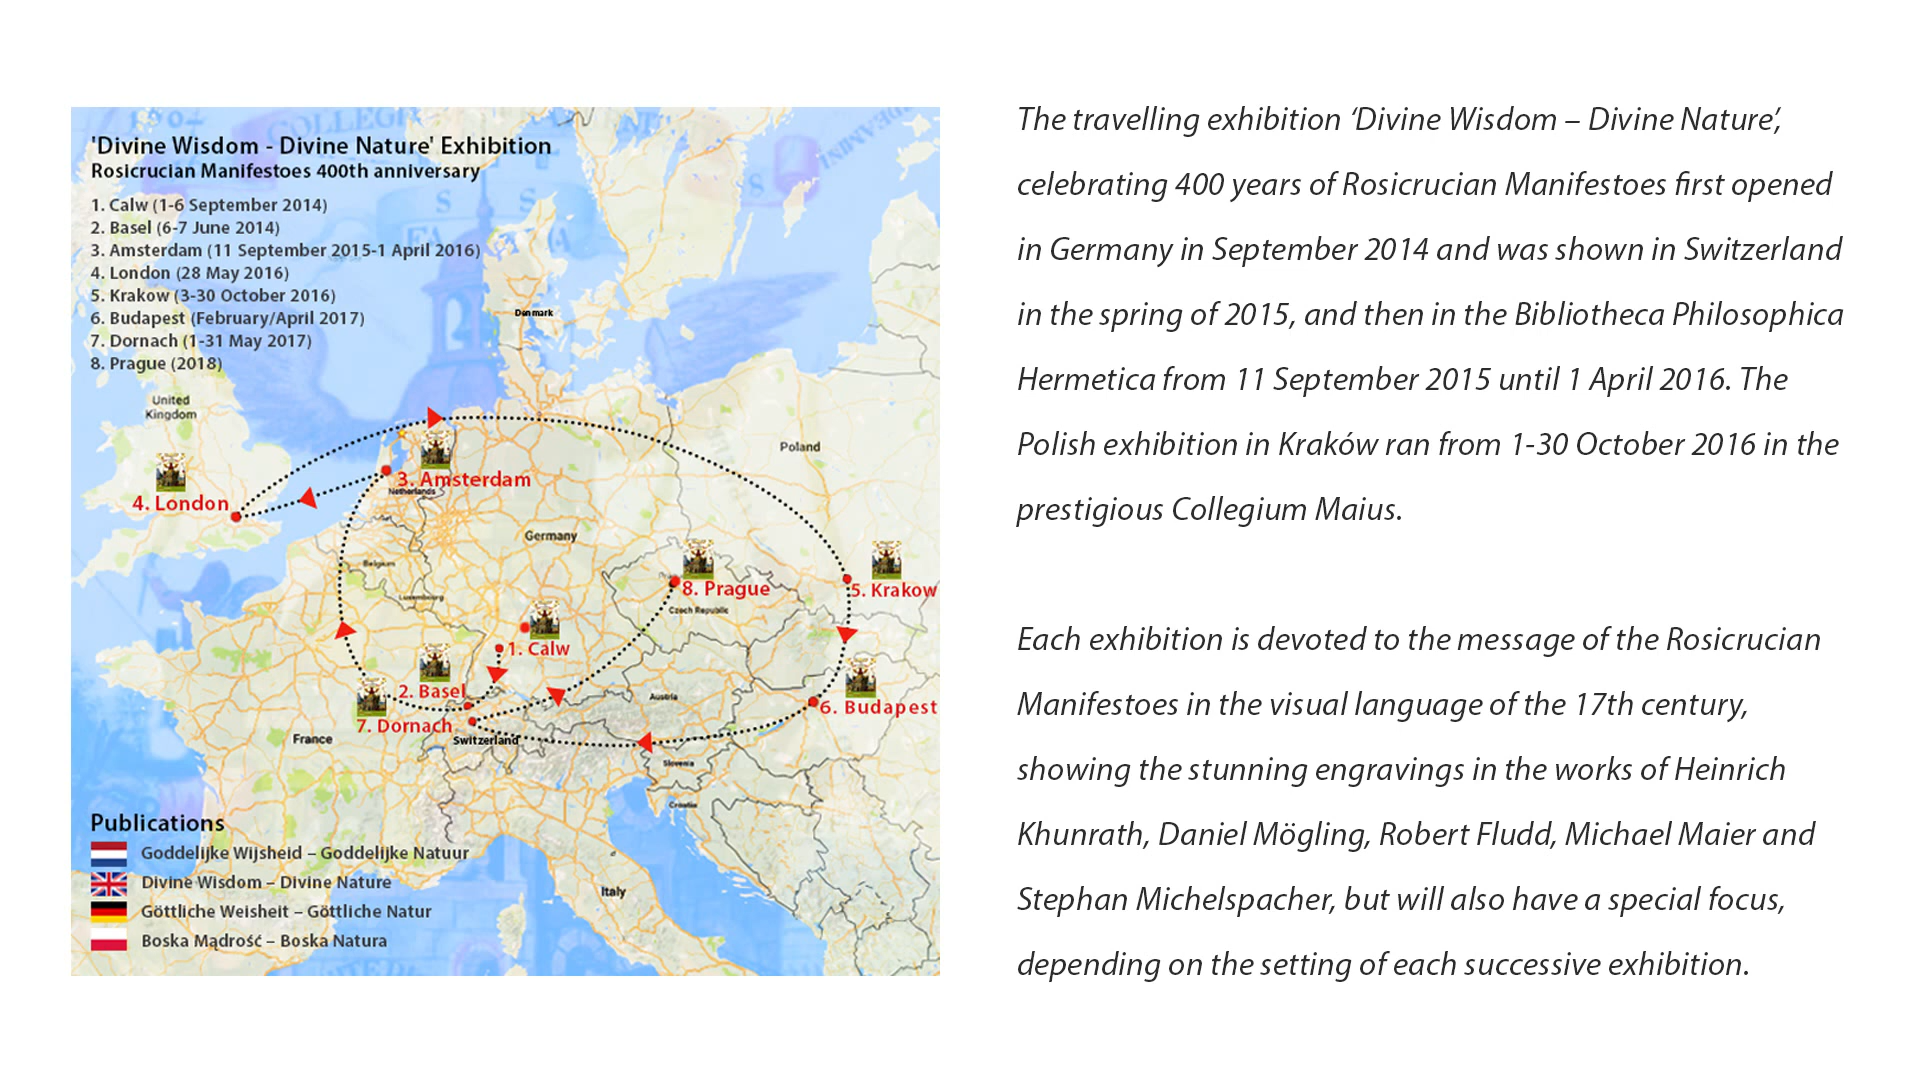 'Divine Wisdom - Divine Nature' Exhibition
Rosicrucian Manifestoes 400th anniversary
1. Calw (1-6 September 2014)
2. Basel (6-7 June 2014)
3. Amsterdam (11 September 2015-1 April 2016)
4. London (28 May 2016)
5. Krakow (3-30 October 2016)
6. Budapest (February/April 2017)
7. Dornach (1-31 May 2017)
8. Prague (2018)
Denmark
United
Kingdom
Poland
3. Amsterdam
Netherlands
4. London
Germany
Belgium
8. Prague
5. Krakow
Luxembourg
Czech Republic
1. Calw
2. Basel
Austria
6. Budapest
7. Dornach
France
Switzerland
Slovenia
Croatia
Italy
Publications
Goddelijke Wijsheid – Goddelijke Natuur
Divine Wisdom – Divine Nature
Göttliche Weisheit – Göttliche Natur
Boska Mądrość – Boska Natura
The travelling exhibition ‘Divine Wisdom – Divine Nature’,
celebrating 400 years of Rosicrucian Manifestoes first opened
in Germany in September 2014 and was shown in Switzerland
in the spring of 2015, and then in the Bibliotheca Philosophica
Hermetica from 11 September 2015 until 1 April 2016. The
Polish exhibition in Kraków ran from 1-30 October 2016 in the
prestigious Collegium Maius.
Each exhibition is devoted to the message of the Rosicrucian
Manifestoes in the visual language of the 17th century,
showing the stunning engravings in the works of Heinrich
Khunrath, Daniel Mögling, Robert Fludd, Michael Maier and
Stephan Michelspacher, but will also have a special focus,
depending on the setting of each successive exhibition.